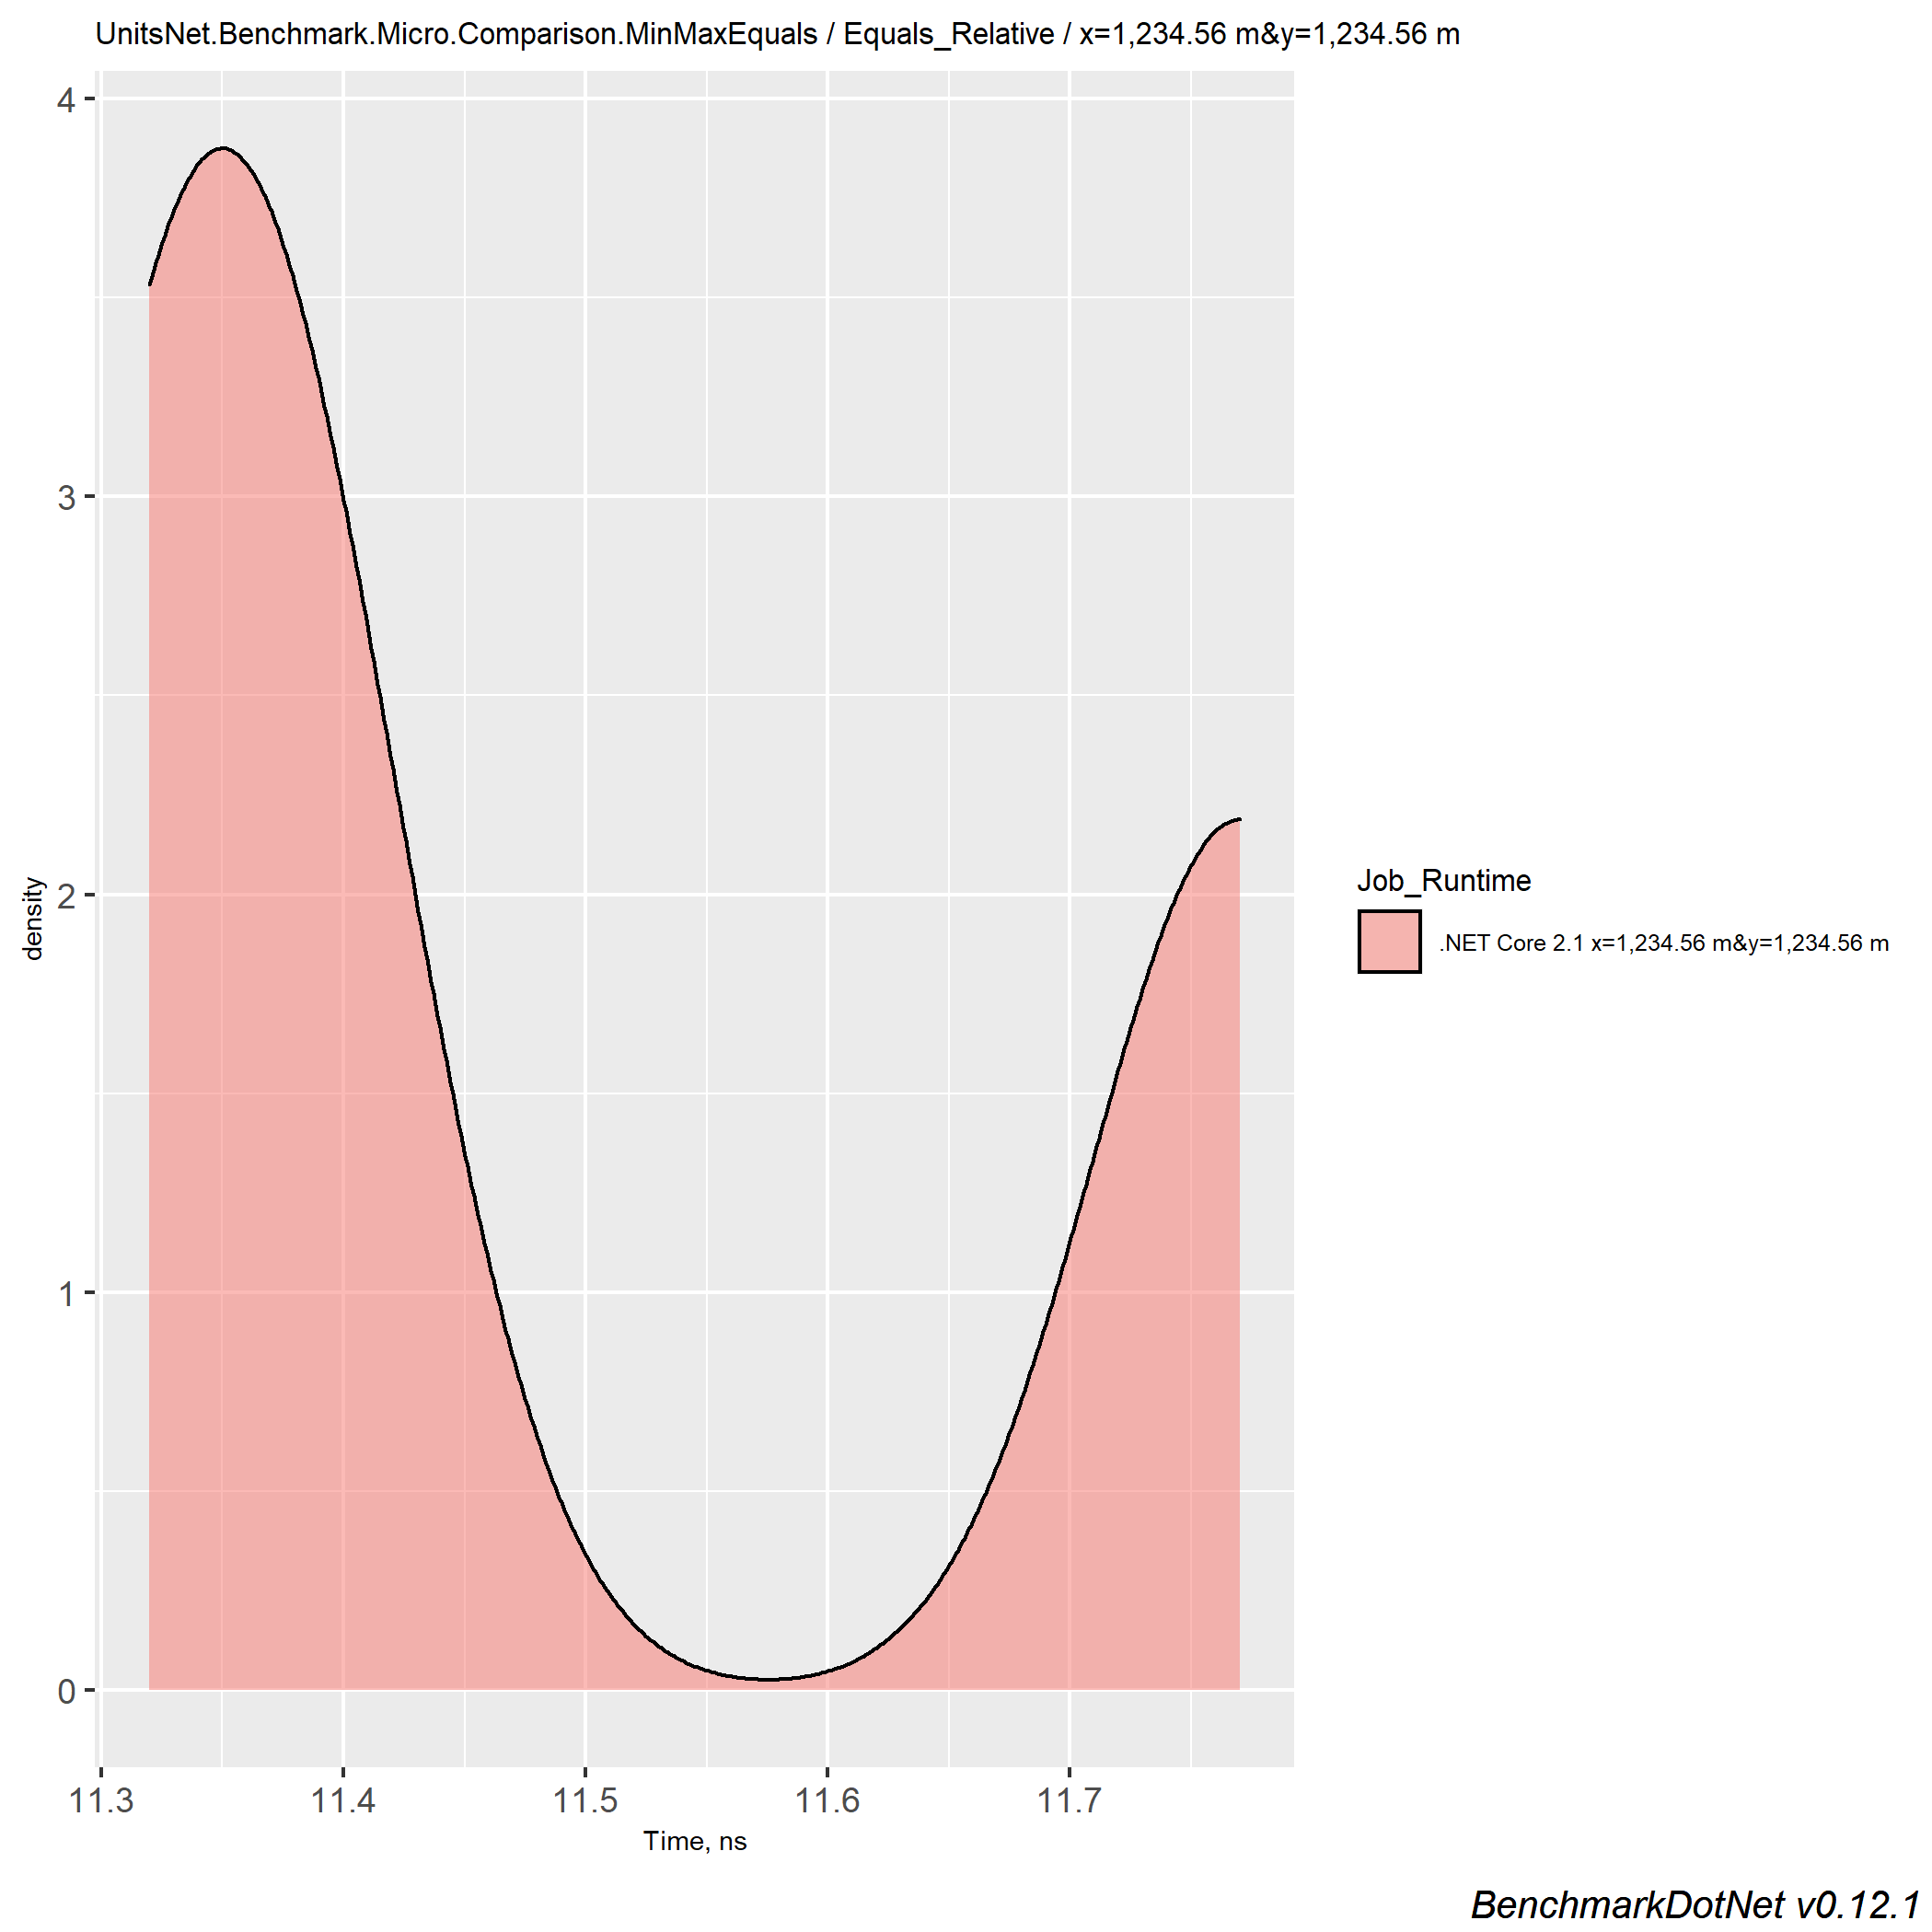 UnitsNet.Benchmark.Micro.Comparison.MinMaxEquals / Equals_Relative / x=1,234.56 m&y=1,234.56 m
4
3
2
1
0
density
11.3 11.4 11.5 11.6 11.7
Time, ns
Job_Runtime
.NET Core 2.1 x=1,234.56 m&y=1,234.56 m
BenchmarkDotNet v0.12.1